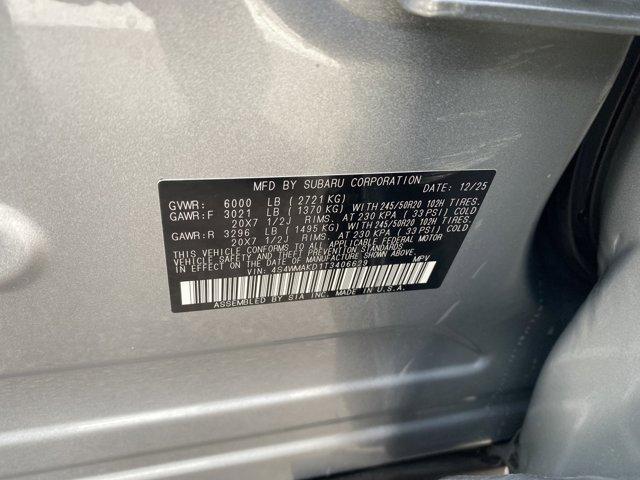 MFD BY SUBARU CORPORATION DATE: 12/25
GVWR: 6000 LB (2721 KG)
GAWR:F 3021 LB (1370 KG) WITH 245/50R20 102H TIRES.
20X7 1/2J RIMS. AT 230 KPA (33 PSI) COLD
GAWR:R 3296 LB (1495 KG) WITH 245/50R20 102H TIRES.
20X7 1/2J RIMS. AT 230 KPA (33 PSI) COLD
THIS VEHICLE CONFORMS TO ALL APPLICABLE FEDERAL MOTOR
VEHICLE SAFETY AND THEFT PREVENTION STANDARDS
IN EFFECT ON THE DATE OF MANUFACTURE SHOWN ABOVE.
VIN: 4S4WMAKD1T3406629 MPV
ASSEMBLED BY SIA INC. MADE IN U.S.A.